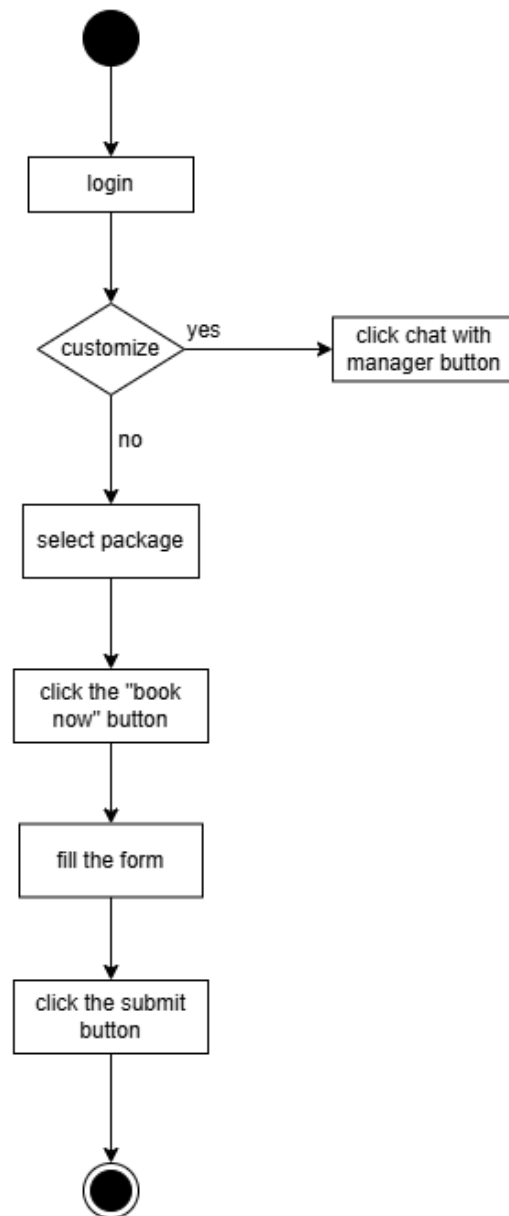 login
customize
yes
click chat with
manager button
no
select package
click the "book
now" button
fill the form
click the submit
button